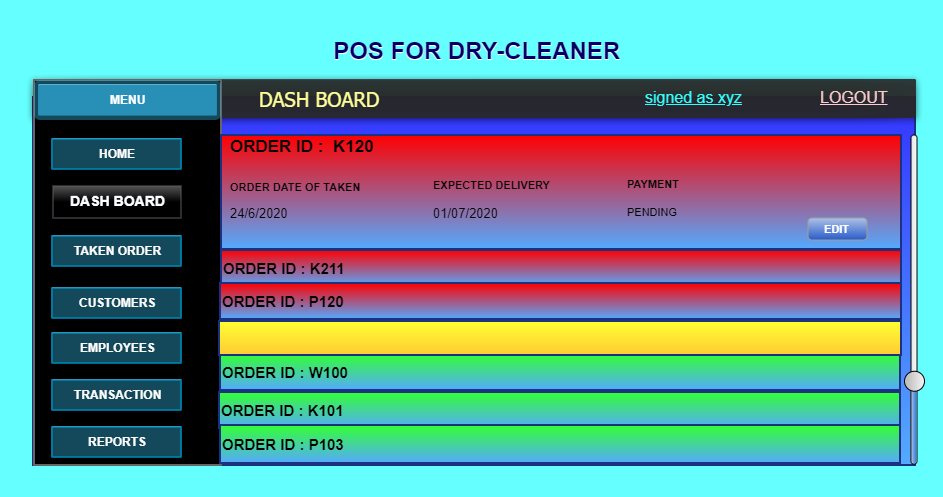 POS FOR DRY-CLEANER
MENU
DASH BOARD
signed as xyz
LOGOUT
HOME
DASH BOARD
TAKEN ORDER
CUSTOMERS
EMPLOYEES
TRANSACTION
REPORTS
ORDER ID : K120
ORDER DATE OF TAKEN EXPECTED DELIVERY PAYMENT
24/6/2020 01/07/2020 PENDING
EDIT
ORDER ID : K211
ORDER ID : P120
ORDER ID : W100
ORDER ID : K101
ORDER ID : P103